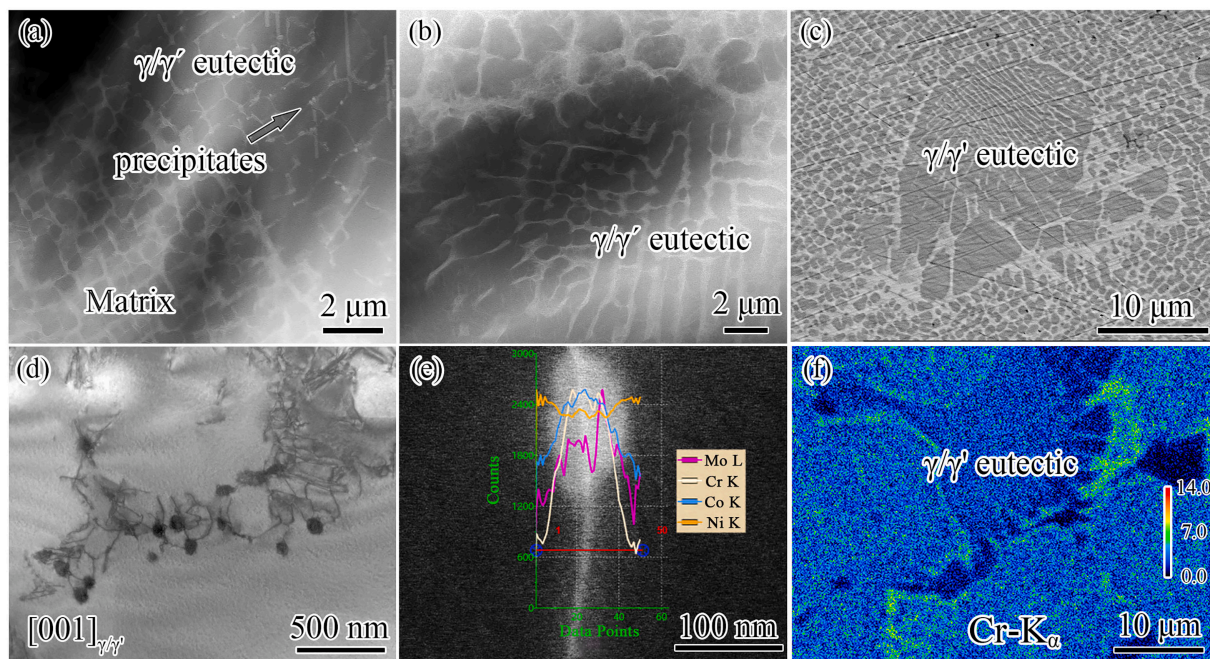 (a)
γ/γ′ eutectic
precipitates
Matrix
2 μm
(b)
γ/γ′ eutectic
2 μm
(c)
γ/γ' eutectic
10 μm
(d)
[001]γ/γ'
500 nm
(e)
3000
2400
1800
1200
600
0
Counts
1
50
20
40
60
Data Points
Mo L
Cr K
Co K
Ni K
100 nm
(f)
γ/γ' eutectic
14.0
7.0
0.0
Cr-Kα
10 μm